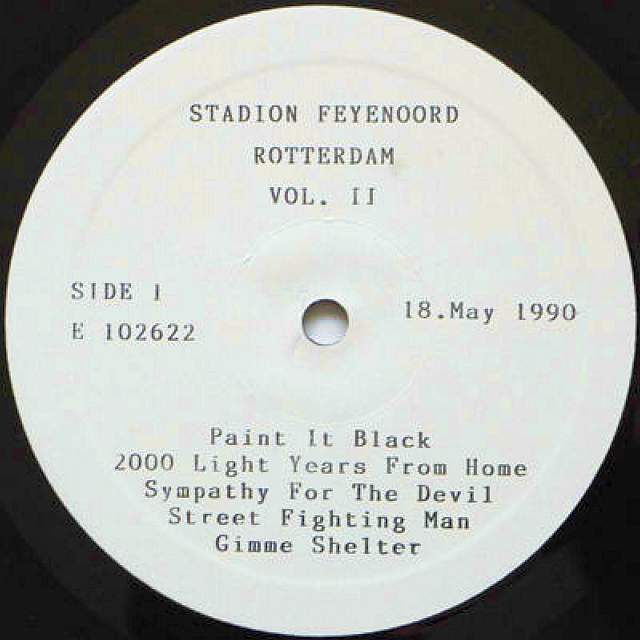 STADION FEYENOORD
ROTTERDAM
VOL. II
SIDE 1
E 102622
18.May 1990
Paint It Black
2000 Light Years From Home
Sympathy For The Devil
Street Fighting Man
Gimme Shelter